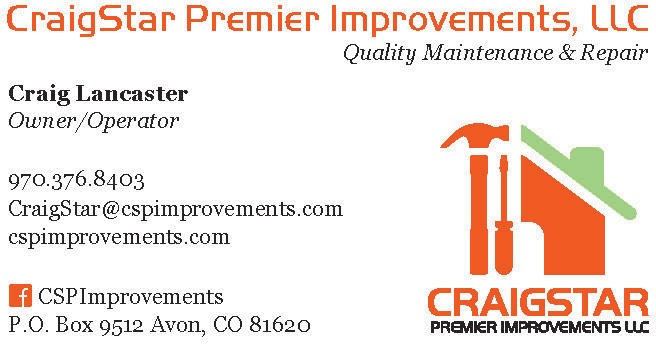 CraigStar Premier Improvements, LLC
Quality Maintenance & Repair
Craig Lancaster
Owner/Operator
970.376.8403
CraigStar@cspimprovements.com
cspimprovements.com
f CSPImprovements
P.O. Box 9512 Avon, CO 81620
CRAIGSTAR
PREMIER IMPROVEMENTS LLC